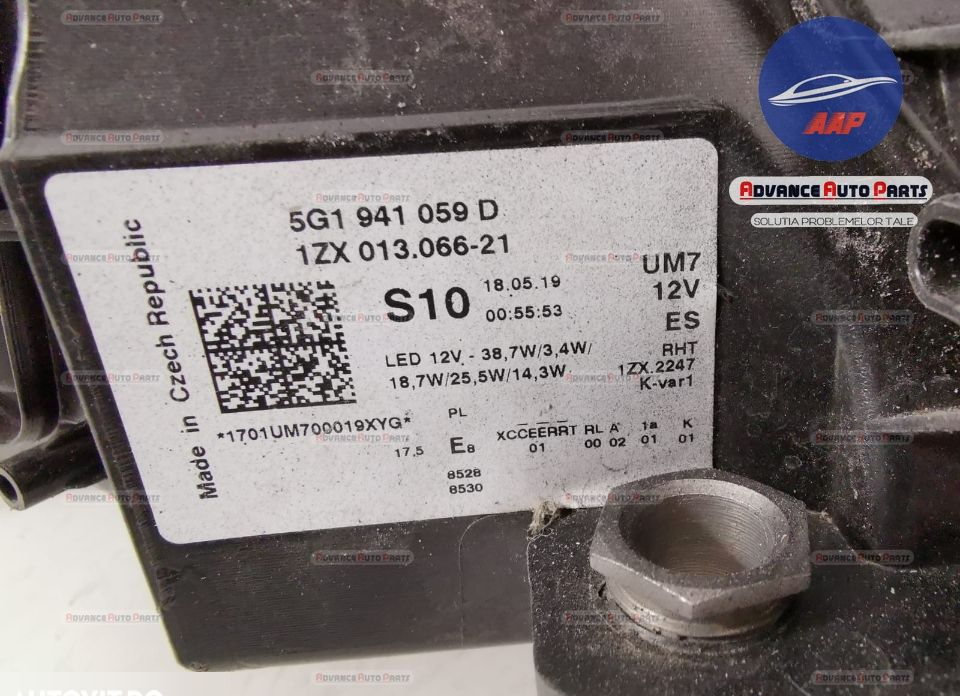 AAP
ADVANCE AUTO PARTS
SOLUTIA PROBLEMELOR TALE
5G1 941 059 D
1ZX 013.066-21
Made in Czech Republic
S10
18.05.19
00:55:53
UM7
12V
ES
LED 12V - 38,7W/3,4W/
18,7W/25,5W/14,3W
RHT
1ZX.2247
K-var1
*1701UM700019XYG*
17,5
PL
E8
8528
8530
XCCEERRT RL A 1a K
01 00 02 01 01